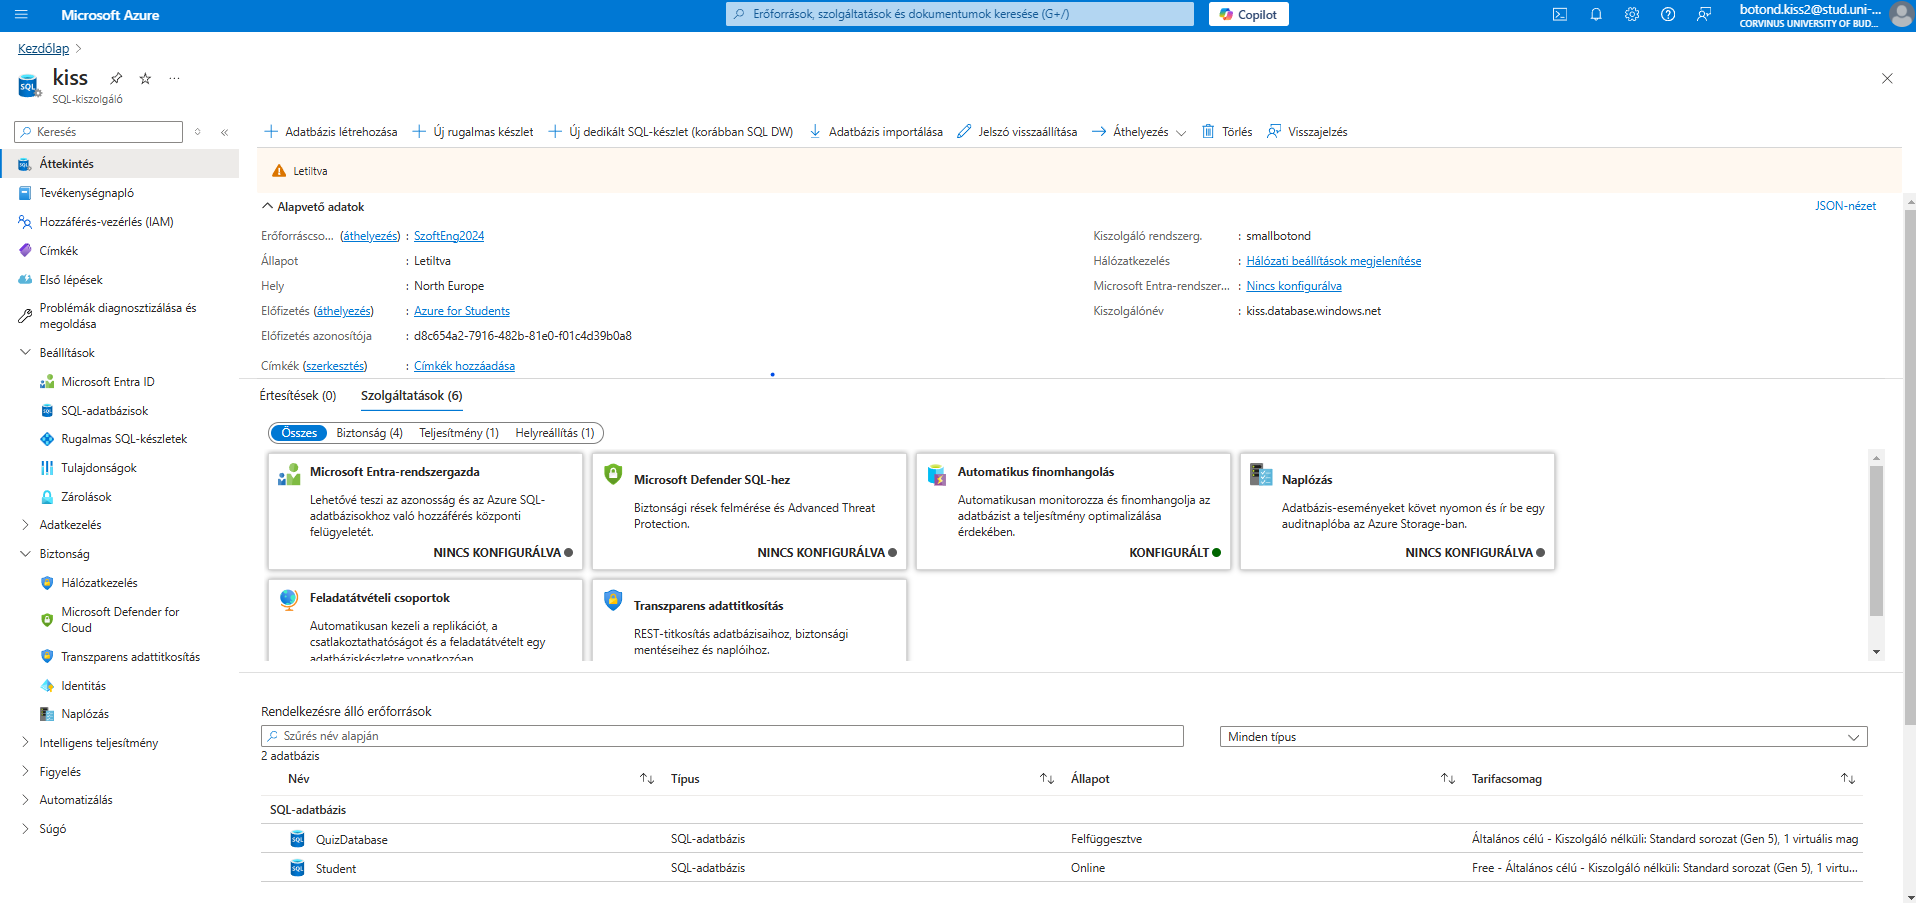 Microsoft Azure
Erőforrások, szolgáltatások és dokumentumok keresése (G+/)
Copilot
botond.kiss2@stud.uni-...
CORVINUS UNIVERSITY OF BUD...
Kezdőlap
kiss
SQL-kiszolgáló
Keresés
Adatbázis létrehozása
Új rugalmas készlet
Új dedikált SQL-készlet (korábban SQL DW)
Adatbázis importálása
Jelszó visszaállítása
Áthelyezés
Törlés
Visszajelzés
Áttekintés
Tevékenységnapló
Hozzáférés-vezérlés (IAM)
Címkék
Első lépések
Problémák diagnosztizálása és
megoldása
Beállítások
Microsoft Entra ID
SQL-adatbázisok
Rugalmas SQL-készletek
Tulajdonságok
Zárolások
Adatkezelés
Biztonság
Hálózatkezelés
Microsoft Defender for
Cloud
Transzparens adattitkosítás
Identitás
Naplózás
Intelligens teljesítmény
Figyelés
Automatizálás
Súgó
Letiltva
Alapvető adatok
JSON-nézet
Erőforráscso... (áthelyezés) : SzoftEng2024
Állapot : Letiltva
Hely : North Europe
Előfizetés (áthelyezés) : Azure for Students
Előfizetés azonosítója : d8c654a2-7916-482b-81e0-f01c4d39b0a8
Címkék (szerkesztés) : Címkék hozzáadása
Kiszolgáló rendszerg. : smallbotond
Hálózatkezelés : Hálózati beállítások megjelenítése
Microsoft Entra-rendszer... : Nincs konfigurálva
Kiszolgálónév : kiss.database.windows.net
Értesítések (0)
Szolgáltatások (6)
Összes
Biztonság (4)
Teljesítmény (1)
Helyreállítás (1)
Microsoft Entra-rendszergazda
Lehetővé teszi az azonosság és az Azure SQL-
adatbázisokhoz való hozzáférés központi
felügyeletét.
NINCS KONFIGURÁLVA
Microsoft Defender SQL-hez
Biztonsági rések felmérése és Advanced Threat
Protection.
NINCS KONFIGURÁLVA
Automatikus finomhangolás
Automatikusan monitorozza és finomhangolja az
adatbázist a teljesítmény optimalizálása
érdekében.
KONFIGURÁLT
Naplózás
Adatbázis-eseményeket követ nyomon és ír be egy
auditnaplóba az Azure Storage-ban.
NINCS KONFIGURÁLVA
Feladatátvételi csoportok
Automatikusan kezeli a replikációt, a
csatlakoztathatóságot és a feladatátvételt egy
adatbáziskészletre vonatkozóan.
Transzparens adattitkosítás
REST-titkosítás adatbázisaihoz, biztonsági
mentéseihez és naplóihoz.
Rendelkezésre álló erőforrások
Szűrés név alapján
Minden típus
2 adatbázis
Név
Típus
Állapot
Tarifacsomag
SQL-adatbázis
QuizDatabase
SQL-adatbázis
Felfüggesztve
Általános célú - Kiszolgáló nélküli: Standard sorozat (Gen 5), 1 virtuális mag
Student
SQL-adatbázis
Online
Free - Általános célú - Kiszolgáló nélküli: Standard sorozat (Gen 5), 1 virtu...